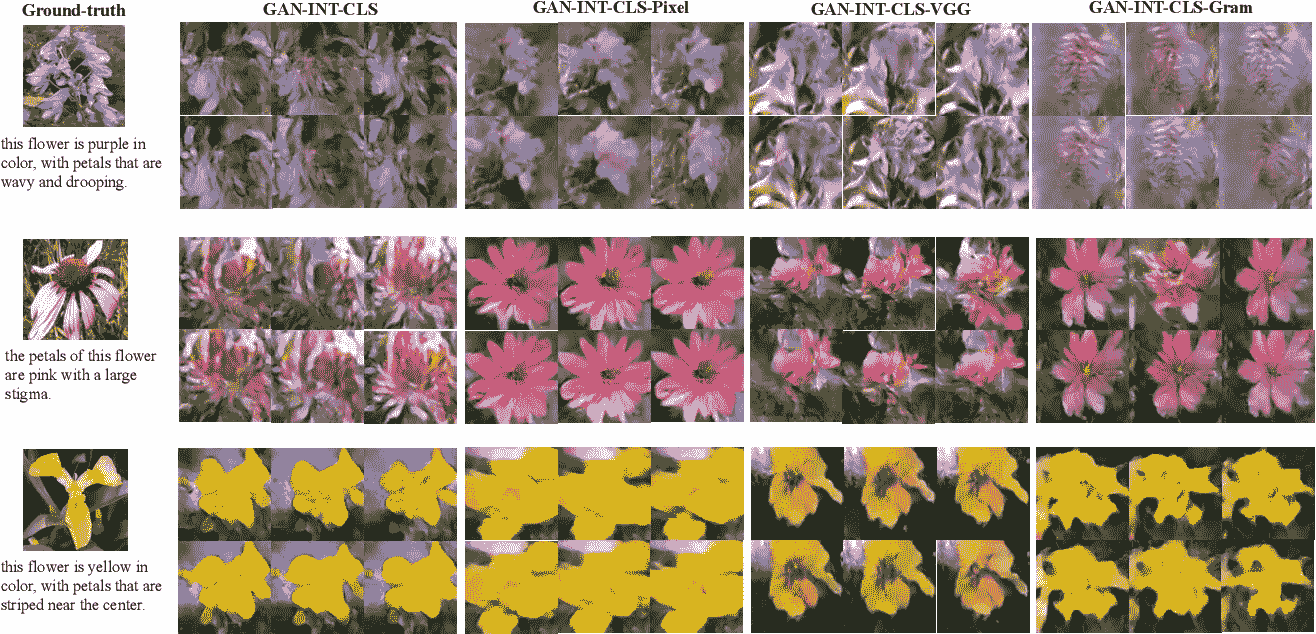 Ground-truth
GAN-INT-CLS
GAN-INT-CLS-Pixel
GAN-INT-CLS-VGG
GAN-INT-CLS-Gram
this flower is purple in
color, with petals that are
wavy and drooping.
the petals of this flower
are pink with a large
stigma.
this flower is yellow in
color, with petals that are
striped near the center.